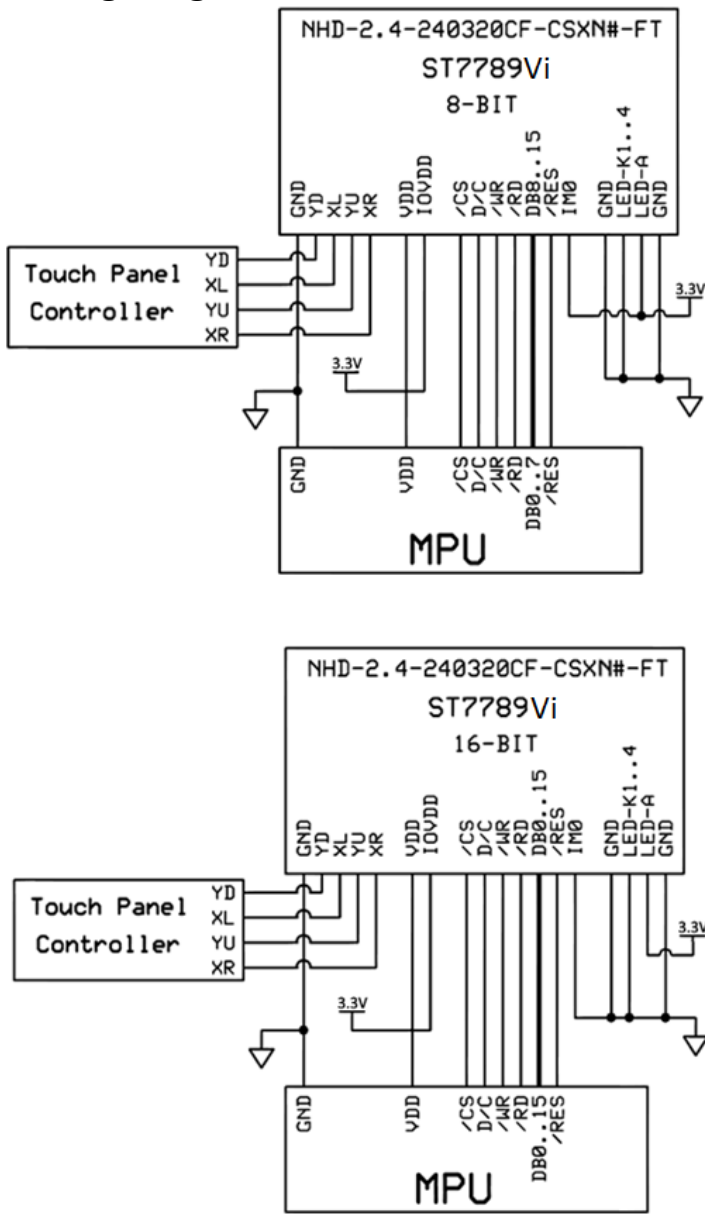 NHD-2.4-240320CF-CSXN#-FT
ST7789Vi
8-BIT
GND
YD
XL
YU
XR
VDD
IOVDD
/CS
D/C
/WR
/RD
DB8..15
/RES
IM0
GND
LED-K1..4
LED-A
GND
Touch Panel
Controller
YD
XL
YU
XR
3.3V
3.3V
GND
VDD
/CS
D/C
/WR
/RD
DB0..7
/RES
MPU
NHD-2.4-240320CF-CSXN#-FT
ST7789Vi
16-BIT
GND
YD
XL
YU
XR
VDD
IOVDD
/CS
D/C
/WR
/RD
DB0..15
/RES
IM0
GND
LED-K1..4
LED-A
GND
Touch Panel
Controller
YD
XL
YU
XR
3.3V
3.3V
GND
VDD
/CS
D/C
/WR
/RD
DB0..15
/RES
MPU